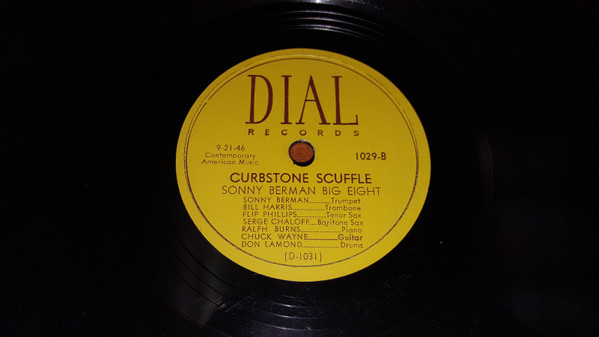 DIAL
RECORDS
9-21-46
Contemporary
American Music
1029-B
CURBSTONE SCUFFLE
SONNY BERMAN BIG EIGHT
SONNY BERMAN........Trumpet
BILL HARRIS............Trombone
FLIP PHILLIPS...........Tenor Sax
SERGE CHALOFF...Baritone Sax
RALPH BURNS..............Piano
CHUCK WAYNE...........Guitar
DON LAMOND............Drums
(D-1031)